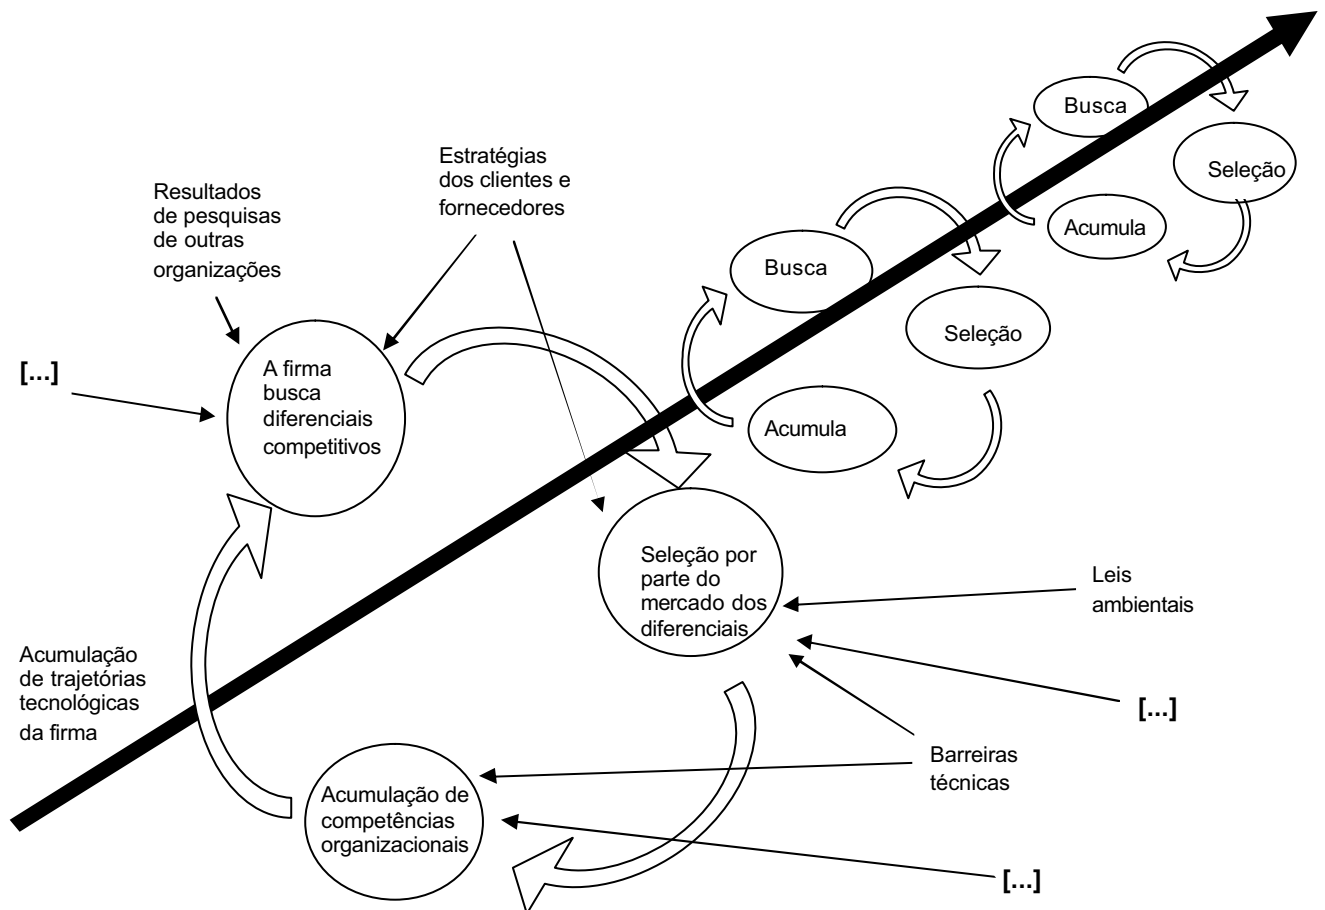 Busca
Seleção
Acumula
Estratégias
dos clientes e
fornecedores
Resultados
de pesquisas
de outras
organizações
Busca
Seleção
Acumula
[...]
A firma
busca
diferenciais
competitivos
Seleção por
parte do
mercado dos
diferenciais
Leis
ambientais
Acumulação
de trajetórias
tecnológicas
da firma
[...]
Barreiras
técnicas
Acumulação de
competências
organizacionais
[...]